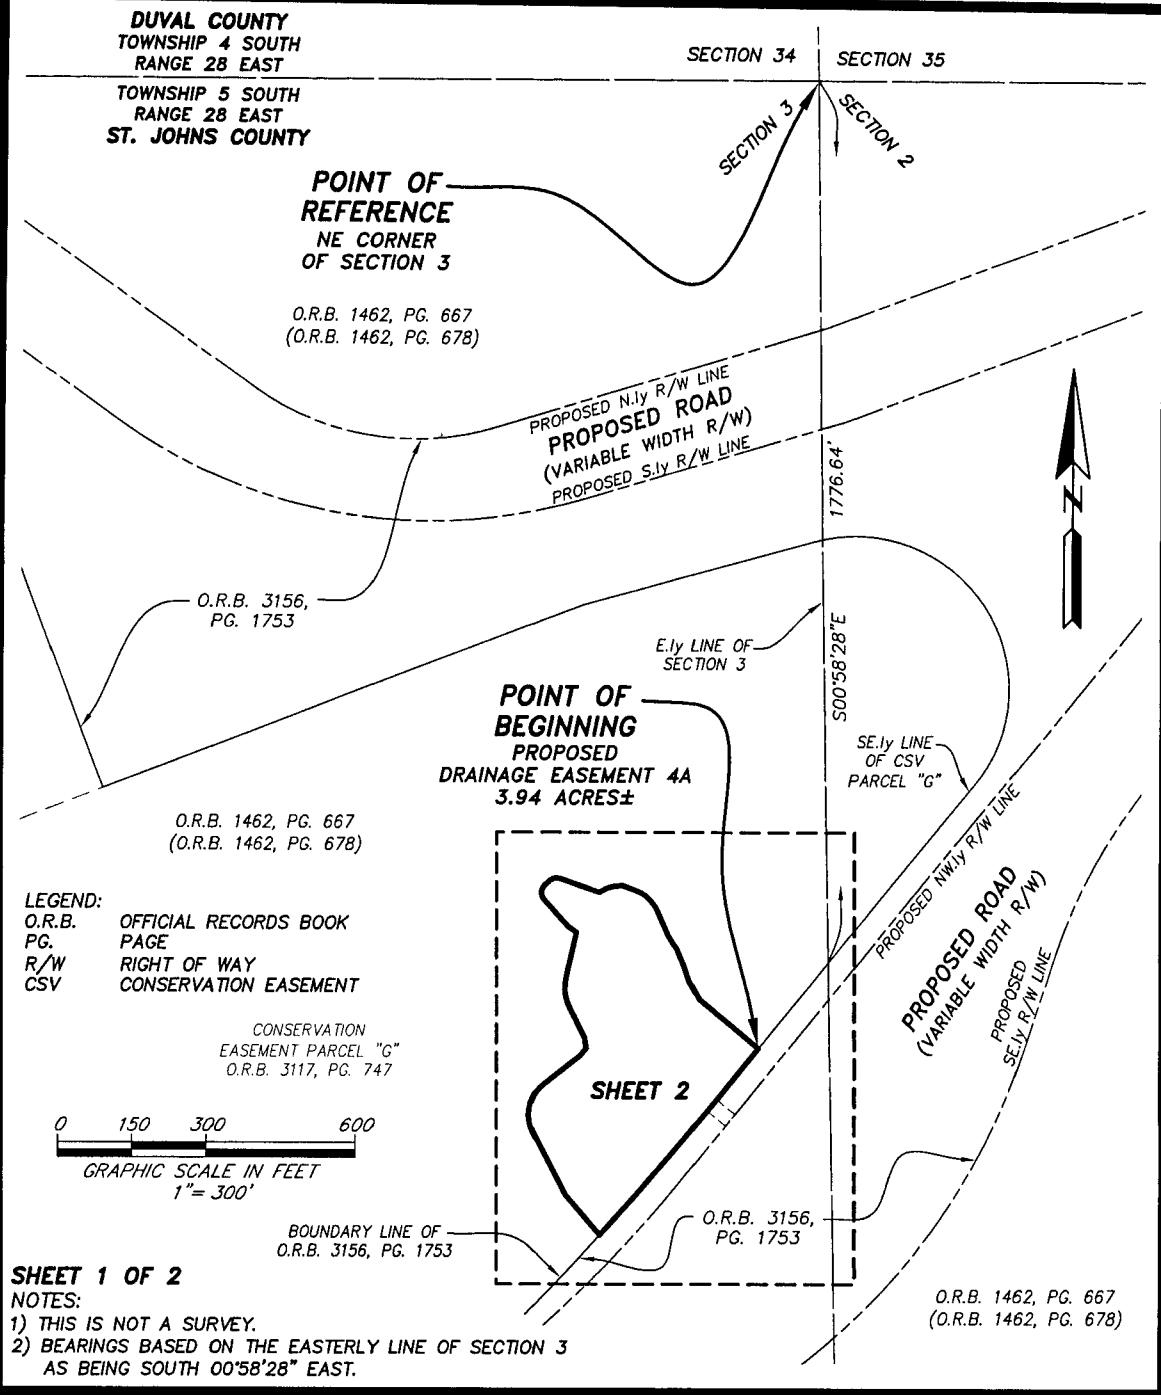 DUVAL COUNTY
TOWNSHIP 4 SOUTH
RANGE 28 EAST
TOWNSHIP 5 SOUTH
RANGE 28 EAST
ST. JOHNS COUNTY
SECTION 34
SECTION 35
SECTION 3
SECTION 2
POINT OF
REFERENCE
NE CORNER
OF SECTION 3
O.R.B. 1462, PG. 667
(O.R.B. 1462, PG. 678)
PROPOSED N.ly R/W LINE
PROPOSED ROAD
(VARIABLE WIDTH R/W)
PROPOSED S.ly R/W LINE
1776.64'
N
O.R.B. 3156,
PG. 1753
E.ly LINE OF
SECTION 3
S00°58'28"E
POINT OF
BEGINNING
PROPOSED
DRAINAGE EASEMENT 4A
3.94 ACRES±
SE.ly LINE
OF CSV
PARCEL "G"
O.R.B. 1462, PG. 667
(O.R.B. 1462, PG. 678)
PROPOSED NW.ly R/W LINE
PROPOSED ROAD
(VARIABLE WIDTH R/W)
PROPOSED
SE.ly R/W LINE
LEGEND:
O.R.B. OFFICIAL RECORDS BOOK
PG. PAGE
R/W RIGHT OF WAY
CSV CONSERVATION EASEMENT
CONSERVATION
EASEMENT PARCEL "G"
O.R.B. 3117, PG. 747
SHEET 2
0 150 300 600
GRAPHIC SCALE IN FEET
1"= 300'
BOUNDARY LINE OF
O.R.B. 3156, PG. 1753
O.R.B. 3156,
PG. 1753
O.R.B. 1462, PG. 667
(O.R.B. 1462, PG. 678)
SHEET 1 OF 2
NOTES:
1) THIS IS NOT A SURVEY.
2) BEARINGS BASED ON THE EASTERLY LINE OF SECTION 3
AS BEING SOUTH 00°58'28" EAST.